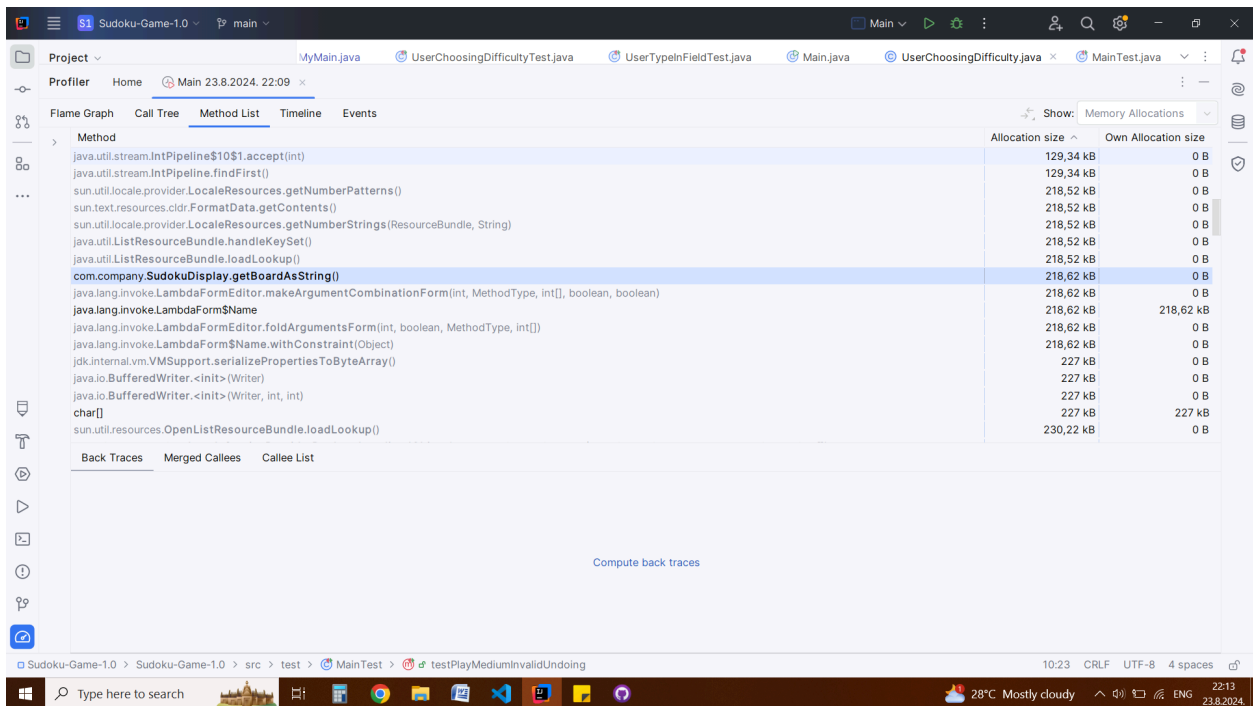 S1 Sudoku-Game-1.0 main Main
Project MyMain.java UserChoosingDifficultyTest.java UserTypeInFieldTest.java Main.java UserChoosingDifficulty.java MainTest.java
Profiler Home Main 23.8.2024. 22:09
Flame Graph Call Tree Method List Timeline Events Show: Memory Allocations
Method Allocation size Own Allocation size
java.util.stream.IntPipeline$10$1.accept(int) 129,34 kB 0 B
java.util.stream.IntPipeline.findFirst() 129,34 kB 0 B
sun.util.locale.provider.LocaleResources.getNumberPatterns() 218,52 kB 0 B
sun.text.resources.cldr.FormatData.getContents() 218,52 kB 0 B
sun.util.locale.provider.LocaleResources.getNumberStrings(ResourceBundle, String) 218,52 kB 0 B
java.util.ListResourceBundle.handleKeySet() 218,52 kB 0 B
java.util.ListResourceBundle.loadLookup() 218,52 kB 0 B
com.company.SudokuDisplay.getBoardAsString() 218,62 kB 0 B
java.lang.invoke.LambdaFormEditor.makeArgumentCombinationForm(int, MethodType, int[], boolean, boolean) 218,62 kB 0 B
java.lang.invoke.LambdaForm$Name 218,62 kB 218,62 kB
java.lang.invoke.LambdaFormEditor.foldArgumentsForm(int, boolean, MethodType, int[]) 218,62 kB 0 B
java.lang.invoke.LambdaForm$Name.withConstraint(Object) 218,62 kB 0 B
jdk.internal.vm.VMSupport.serializePropertiesToByteArray() 227 kB 0 B
java.io.BufferedWriter.<init>(Writer) 227 kB 0 B
java.io.BufferedWriter.<init>(Writer, int, int) 227 kB 0 B
char[] 227 kB 227 kB
sun.util.resources.OpenListResourceBundle.loadLookup() 230,22 kB 0 B
Back Traces Merged Callees Callee List
Compute back traces
Sudoku-Game-1.0 > Sudoku-Game-1.0 > src > test > MainTest > testPlayMediumInvalidUndoing 10:23 CRLF UTF-8 4 spaces
Type here to search 28°C Mostly cloudy ENG 22:13
23.8.2024.